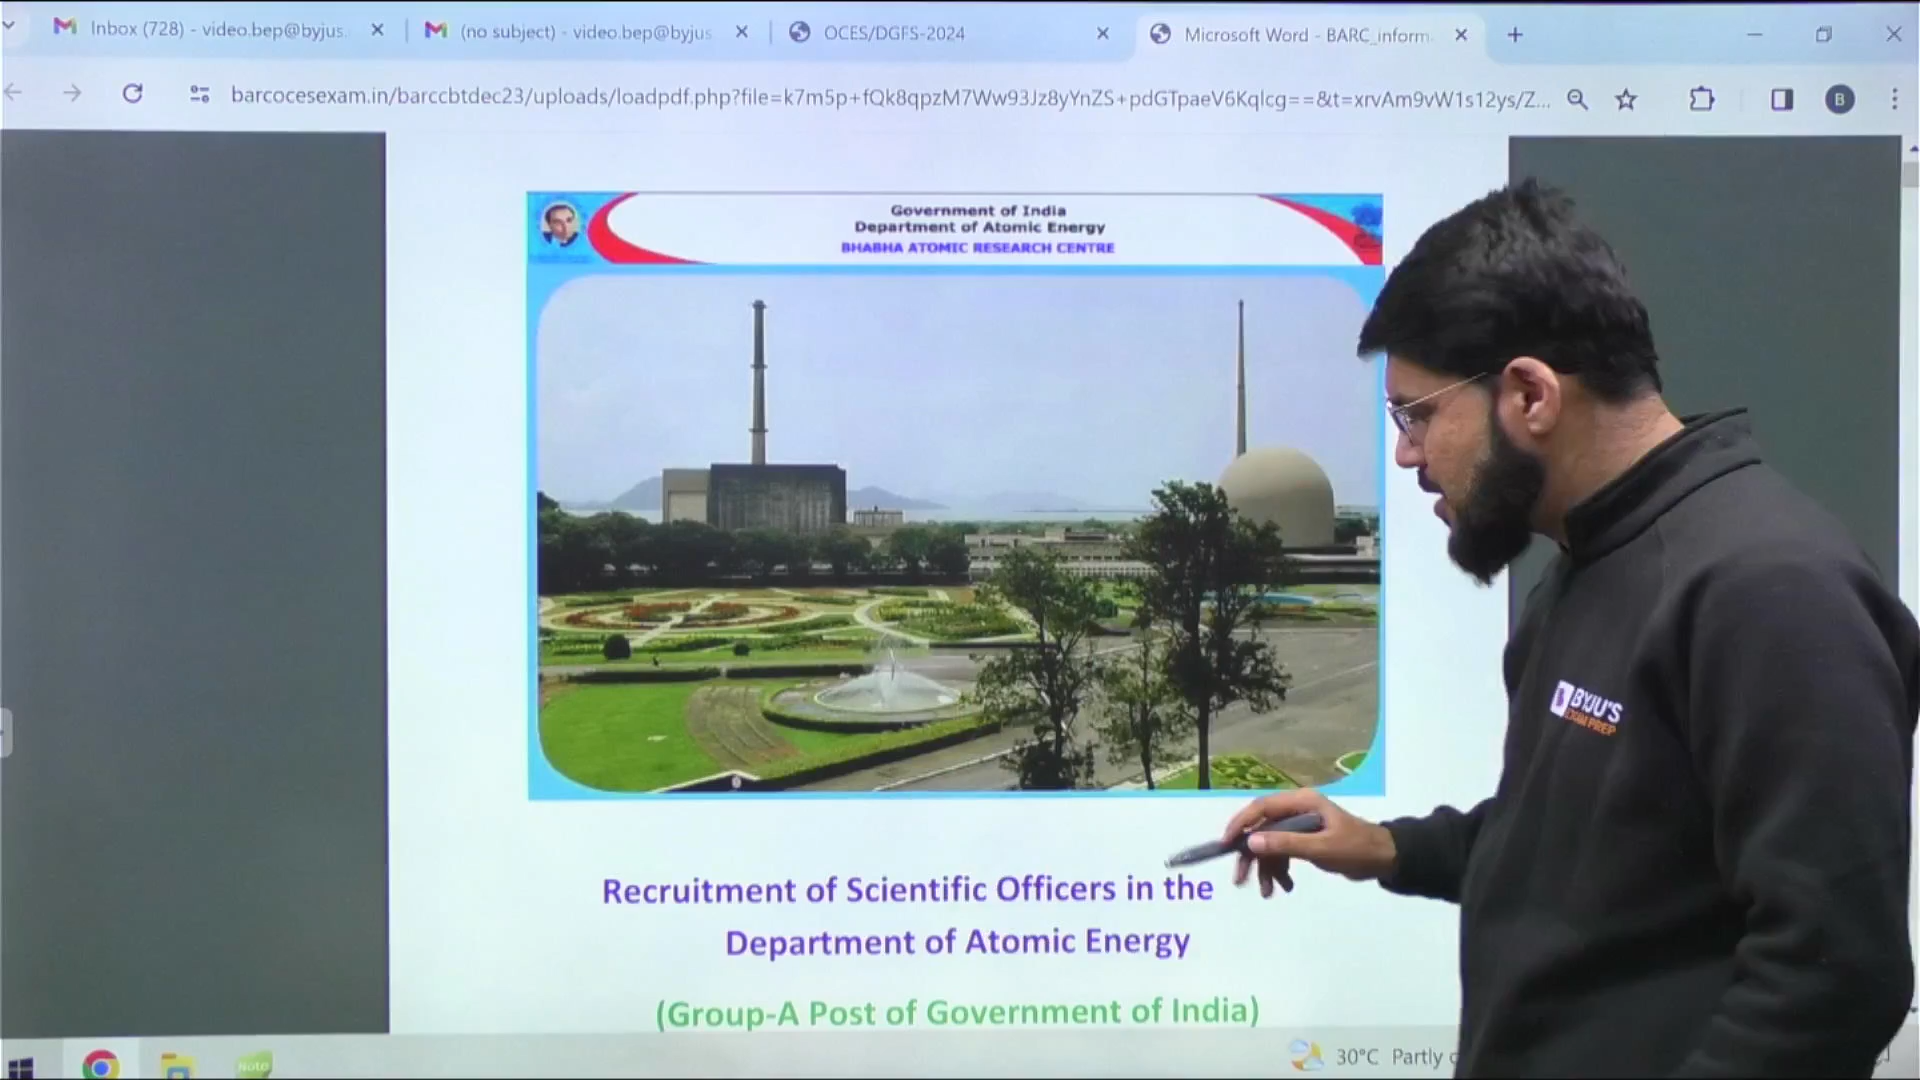 Inbox (728) - video.bep@byjus.
(no subject) - video.bep@byjus
OCES/DGFS-2024
Microsoft Word - BARC_inform
barcocesexam.in/barccbtdec23/uploads/loadpdf.php?file=k7m5p+fQk8qpzM7Ww93Jz8yYnZS+pdGTpaeV6Kqlcg==&t=xrvAm9vW1s12ys/Z...
B
Government of India
Department of Atomic Energy
BHABHA ATOMIC RESEARCH CENTRE
BYJU'S
EXAM PREP
Recruitment of Scientific Officers in the
Department of Atomic Energy
(Group-A Post of Government of India)
Note
30°C Partly